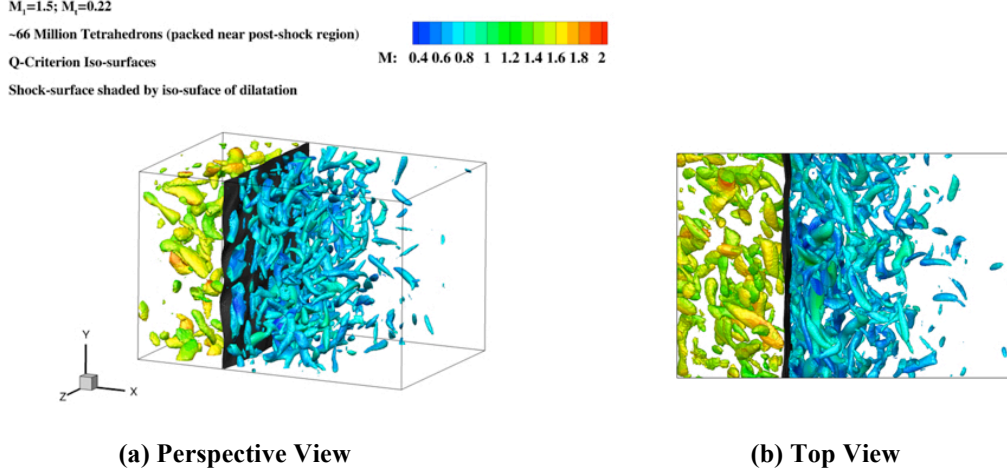 M₁=1.5; Mₜ=0.22
~66 Million Tetrahedrons (packed near post-shock region)
Q-Criterion Iso-surfaces
M: 0.4 0.6 0.8 1 1.2 1.4 1.6 1.8 2
Shock-surface shaded by iso-suface of dilatation
Y
Z
X
(a) Perspective View
(b) Top View